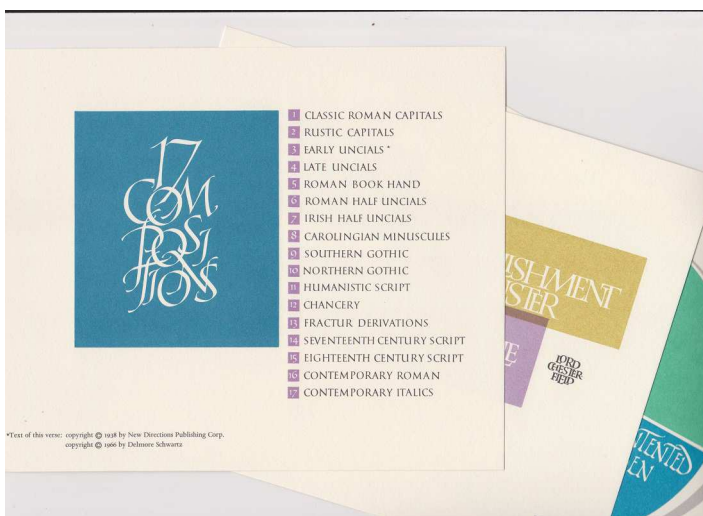 17
COM
POSI
TIONS
1 CLASSIC ROMAN CAPITALS
2 RUSTIC CAPITALS
3 EARLY UNCIALS *
4 LATE UNCIALS
5 ROMAN BOOK HAND
6 ROMAN HALF UNCIALS
7 IRISH HALF UNCIALS
8 CAROLINGIAN MINUSCULES
9 SOUTHERN GOTHIC
10 NORTHERN GOTHIC
11 HUMANISTIC SCRIPT
12 CHANCERY
13 FRACTUR DERIVATIONS
14 SEVENTEENTH CENTURY SCRIPT
15 EIGHTEENTH CENTURY SCRIPT
16 CONTEMPORARY ROMAN
17 CONTEMPORARY ITALICS
*Text of this verse: copyright © 1938 by New Directions Publishing Corp.
copyright © 1966 by Delmore Schwartz
ISHMENT
STER
LE
LORD
CHESTER
FIELD
TENTED
EN